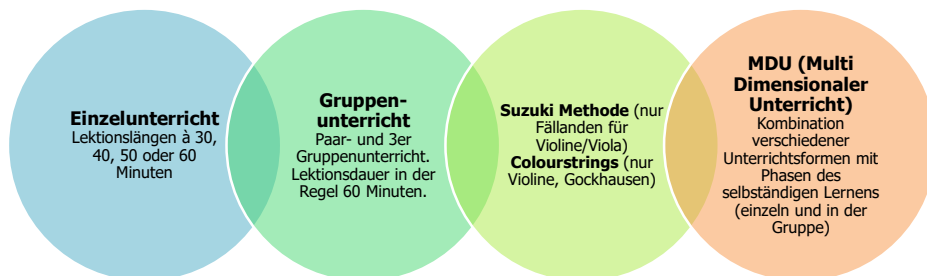 Einzelunterricht
Lektionslängen à 30,
40, 50 oder 60
Minuten
Gruppen-
unterricht
Paar- und 3er
Gruppenunterricht.
Lektionsdauer in der
Regel 60 Minuten.
Suzuki Methode (nur
Fällanden für
Violine/Viola)
Colourstrings (nur
Violine, Gockhausen)
MDU (Multi
Dimensionaler
Unterricht)
Kombination
verschiedener
Unterrichtsformen mit
Phasen des
selbständigen Lernens
(einzeln und in der
Gruppe)